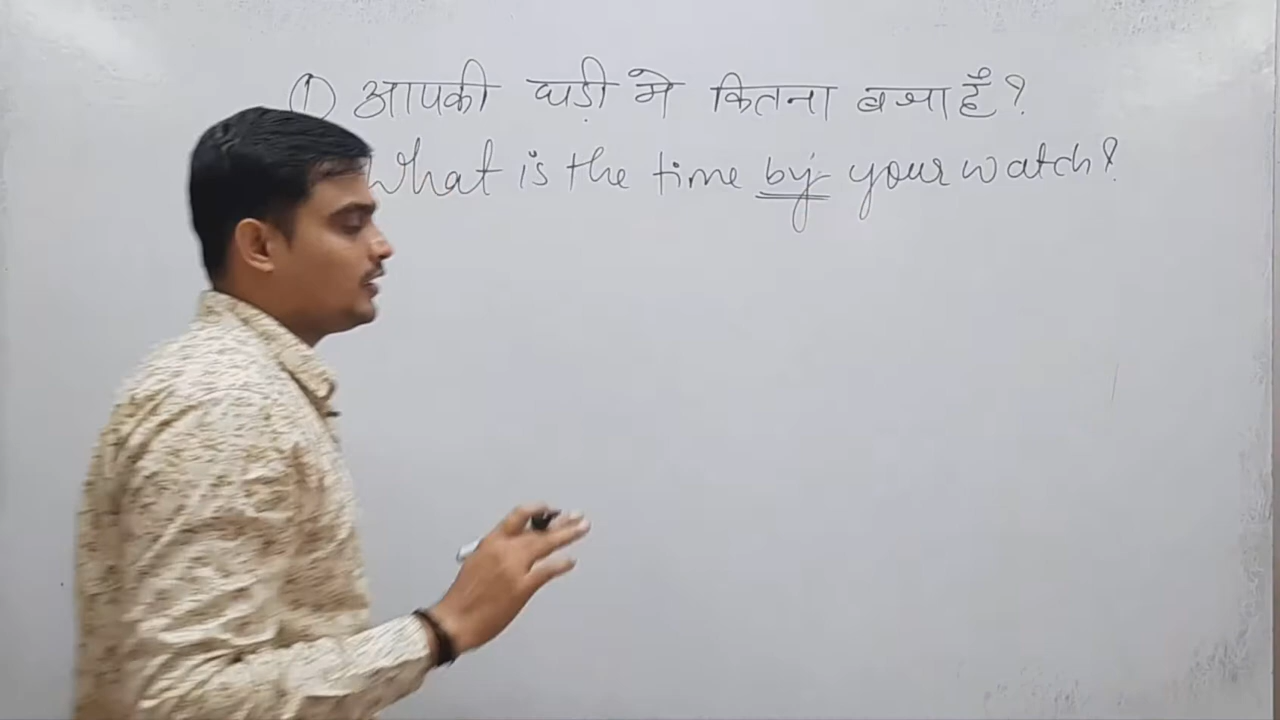 ① आपकी घड़ी मे कितना बजा हैं?
What is the time by your watch?